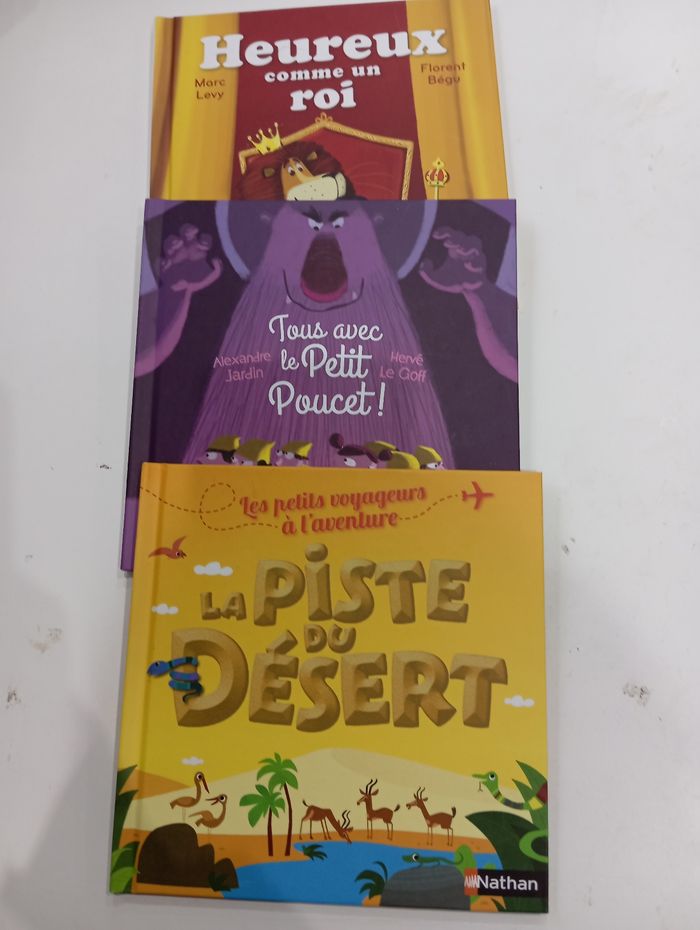 Heureux
comme un
roi
Marc
Levy
Florent
Bégu
Tous avec
le Petit
Poucet !
Alexandre
Jardin
Hervé
Le Goff
Les petits voyageurs
à l'aventure
LA PISTE
DU
DÉSERT
Nathan